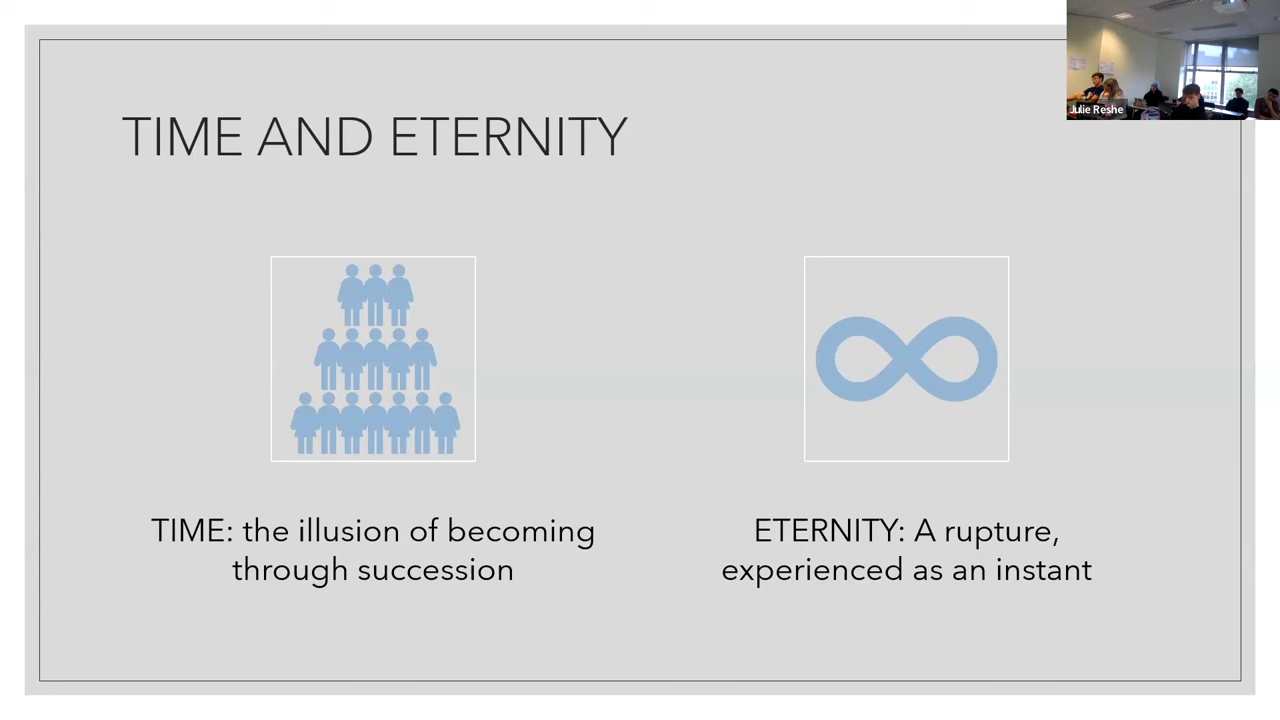 Julie Reshe
TIME AND ETERNITY
TIME: the illusion of becoming
through succession
ETERNITY: A rupture,
experienced as an instant